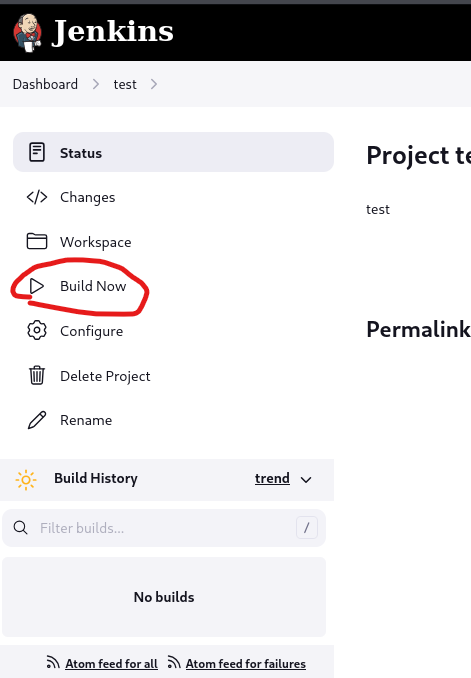 Jenkins
Dashboard > test >
Status
Changes
Workspace
Build Now
Configure
Delete Project
Rename
Build History trend
Filter builds... /
No builds
Atom feed for all Atom feed for failures
Project te
test
Permalink